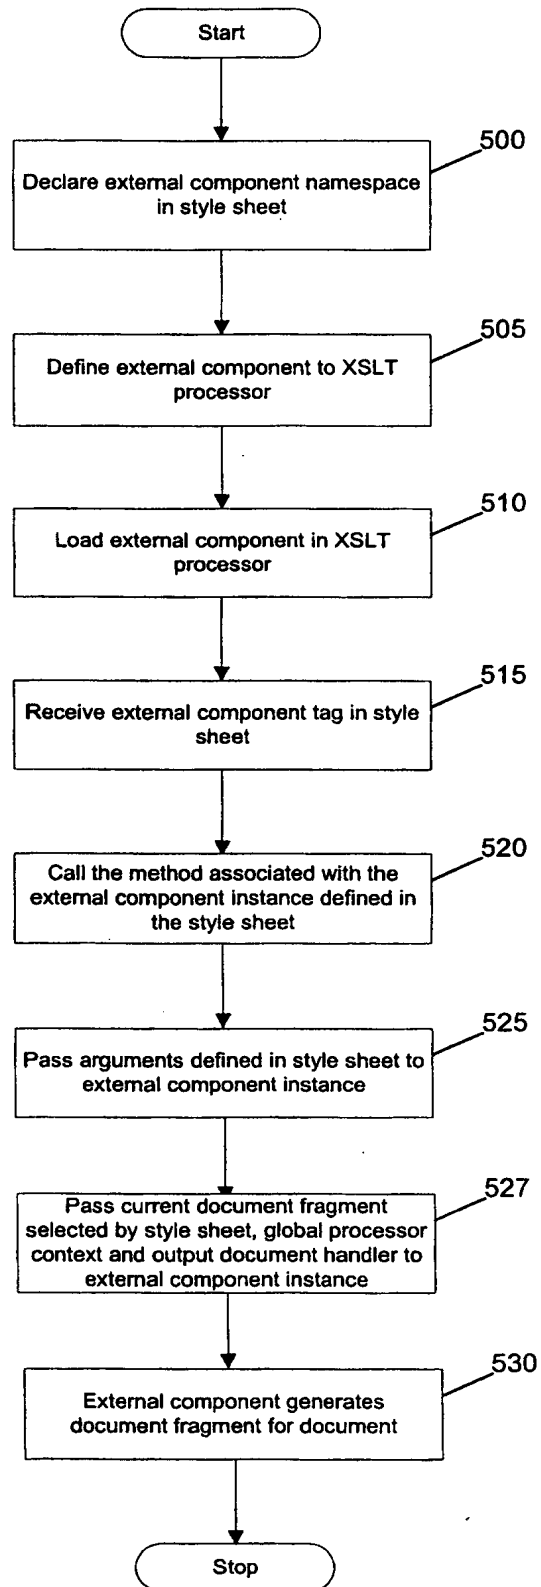 Start
500
Declare external component namespace
in style sheet
505
Define external component to XSLT
processor
510
Load external component in XSLT
processor
515
Receive external component tag in style
sheet
520
Call the method associated with the
external component instance defined in
the style sheet
525
Pass arguments defined in style sheet to
external component instance
527
Pass current document fragment
selected by style sheet, global processor
context and output document handler to
external component instance
530
External component generates
document fragment for document
Stop